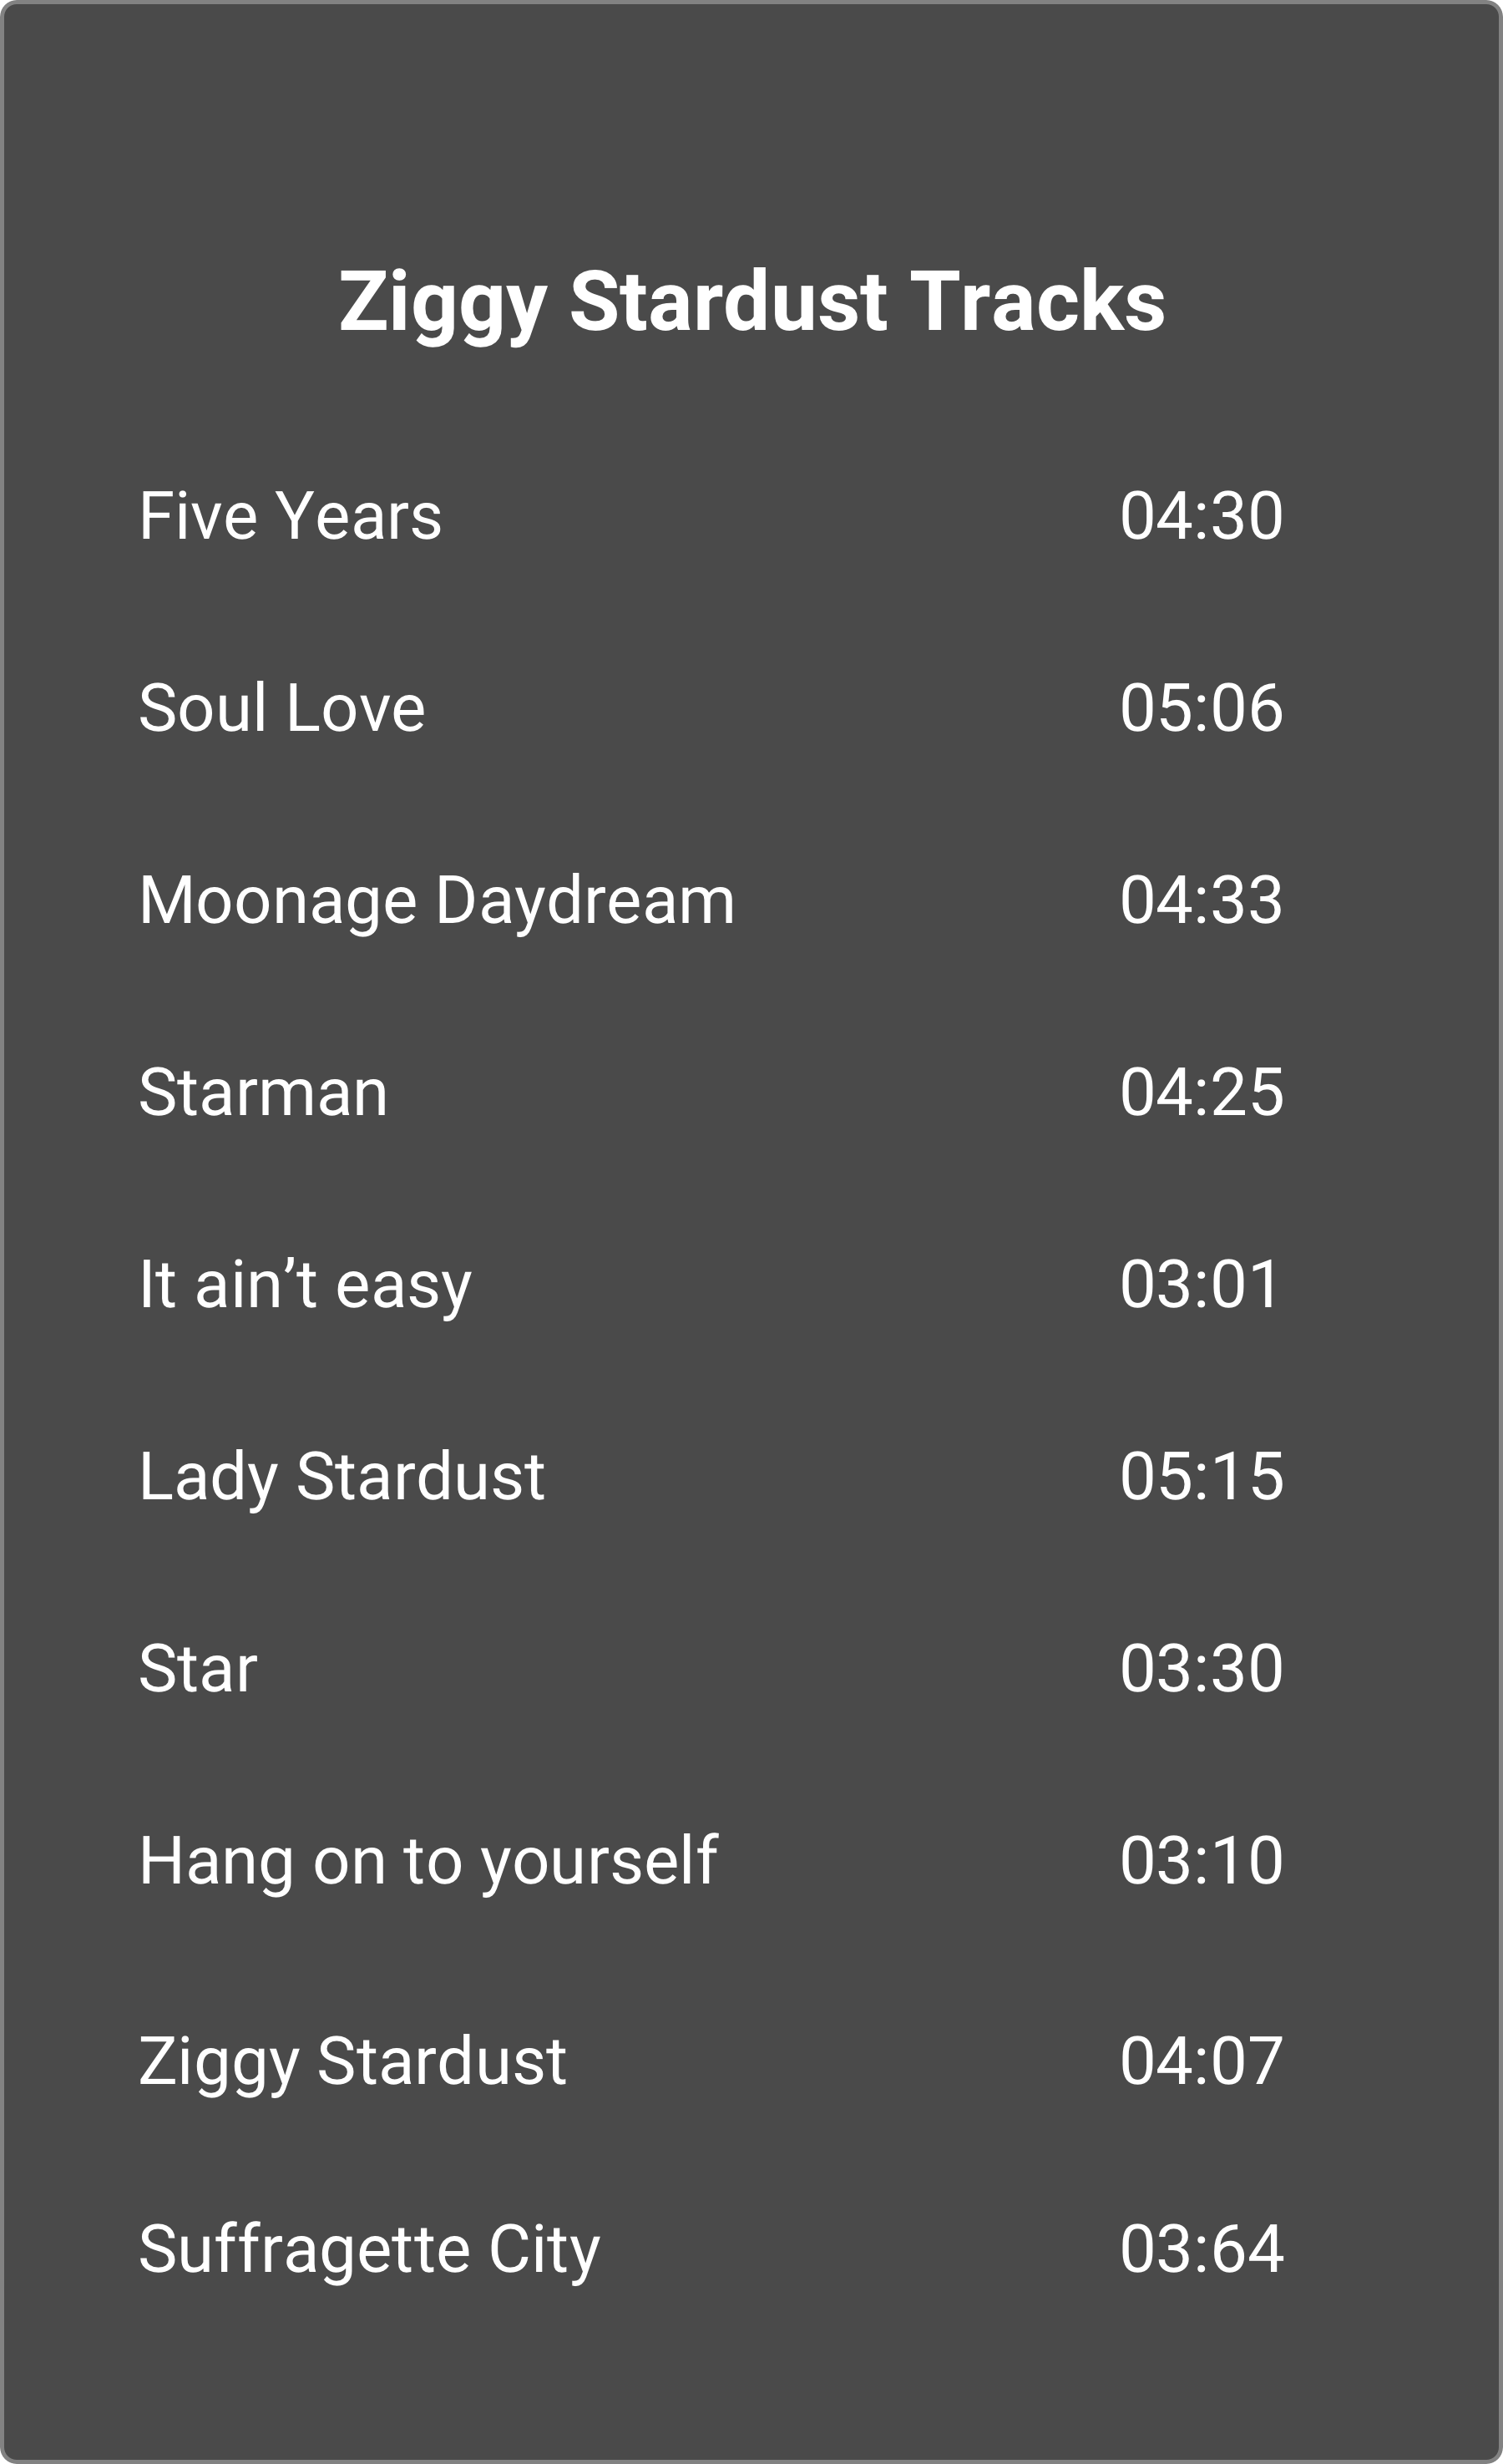 Ziggy Stardust Tracks
Five Years 04:30
Soul Love 05:06
Moonage Daydream 04:33
Starman 04:25
It ain’t easy 03:01
Lady Stardust 05:15
Star 03:30
Hang on to yourself 03:10
Ziggy Stardust 04:07
Suffragette City 03:64